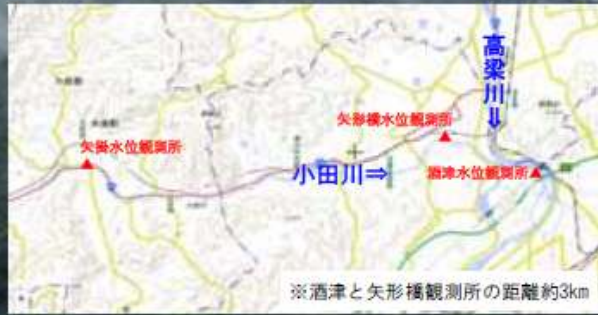 高梁川⇓
矢形橋水位観測所
矢掛水位観測所
酒津水位観測所
小田川⇒
※酒津と矢形橋観測所の距離約3km